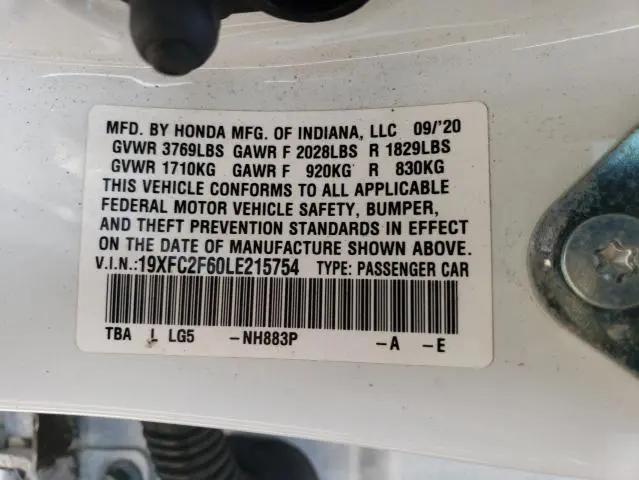 MFD. BY HONDA MFG. OF INDIANA, LLC 09/'20
GVWR 3769LBS GAWR F 2028LBS R 1829LBS
GVWR 1710KG GAWR F 920KG R 830KG
THIS VEHICLE CONFORMS TO ALL APPLICABLE
FEDERAL MOTOR VEHICLE SAFETY, BUMPER,
AND THEFT PREVENTION STANDARDS IN EFFECT
ON THE DATE OF MANUFACTURE SHOWN ABOVE.
V.I.N.:19XFC2F60LE215754 TYPE: PASSENGER CAR
TBA L LG5 -NH883P -A -E